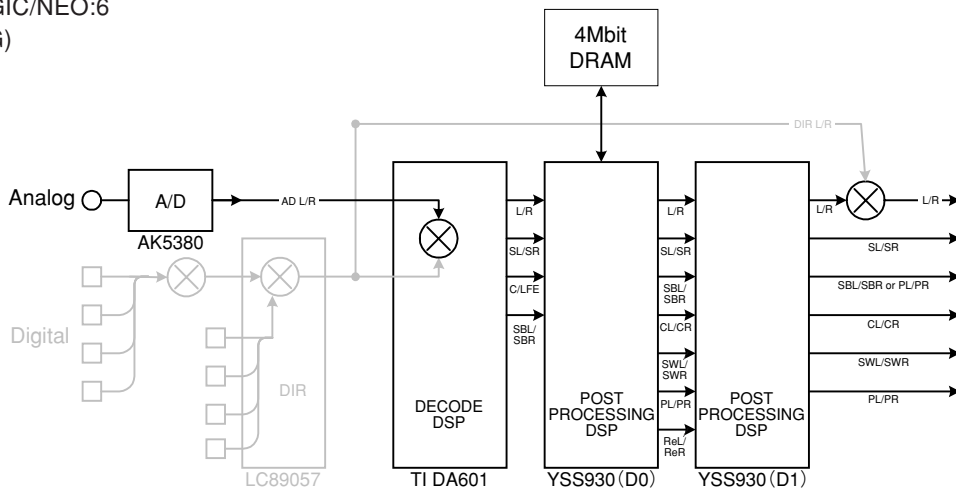 GIC/NEO:6
G)
4Mbit
DRAM
DIR L/R
Analog
A/D
AD L/R
AK5380
Digital
DIR
LC89057
DECODE
DSP
TI DA601
L/R
SL/SR
C/LFE
SBL/
SBR
POST
PROCESSING
DSP
YSS930(D0)
L/R
SL/SR
SBL/
SBR
CL/CR
SWL/
SWR
PL/PR
ReL/
ReR
POST
PROCESSING
DSP
YSS930(D1)
L/R
L/R
SL/SR
SBL/SBR or PL/PR
CL/CR
SWL/SWR
PL/PR